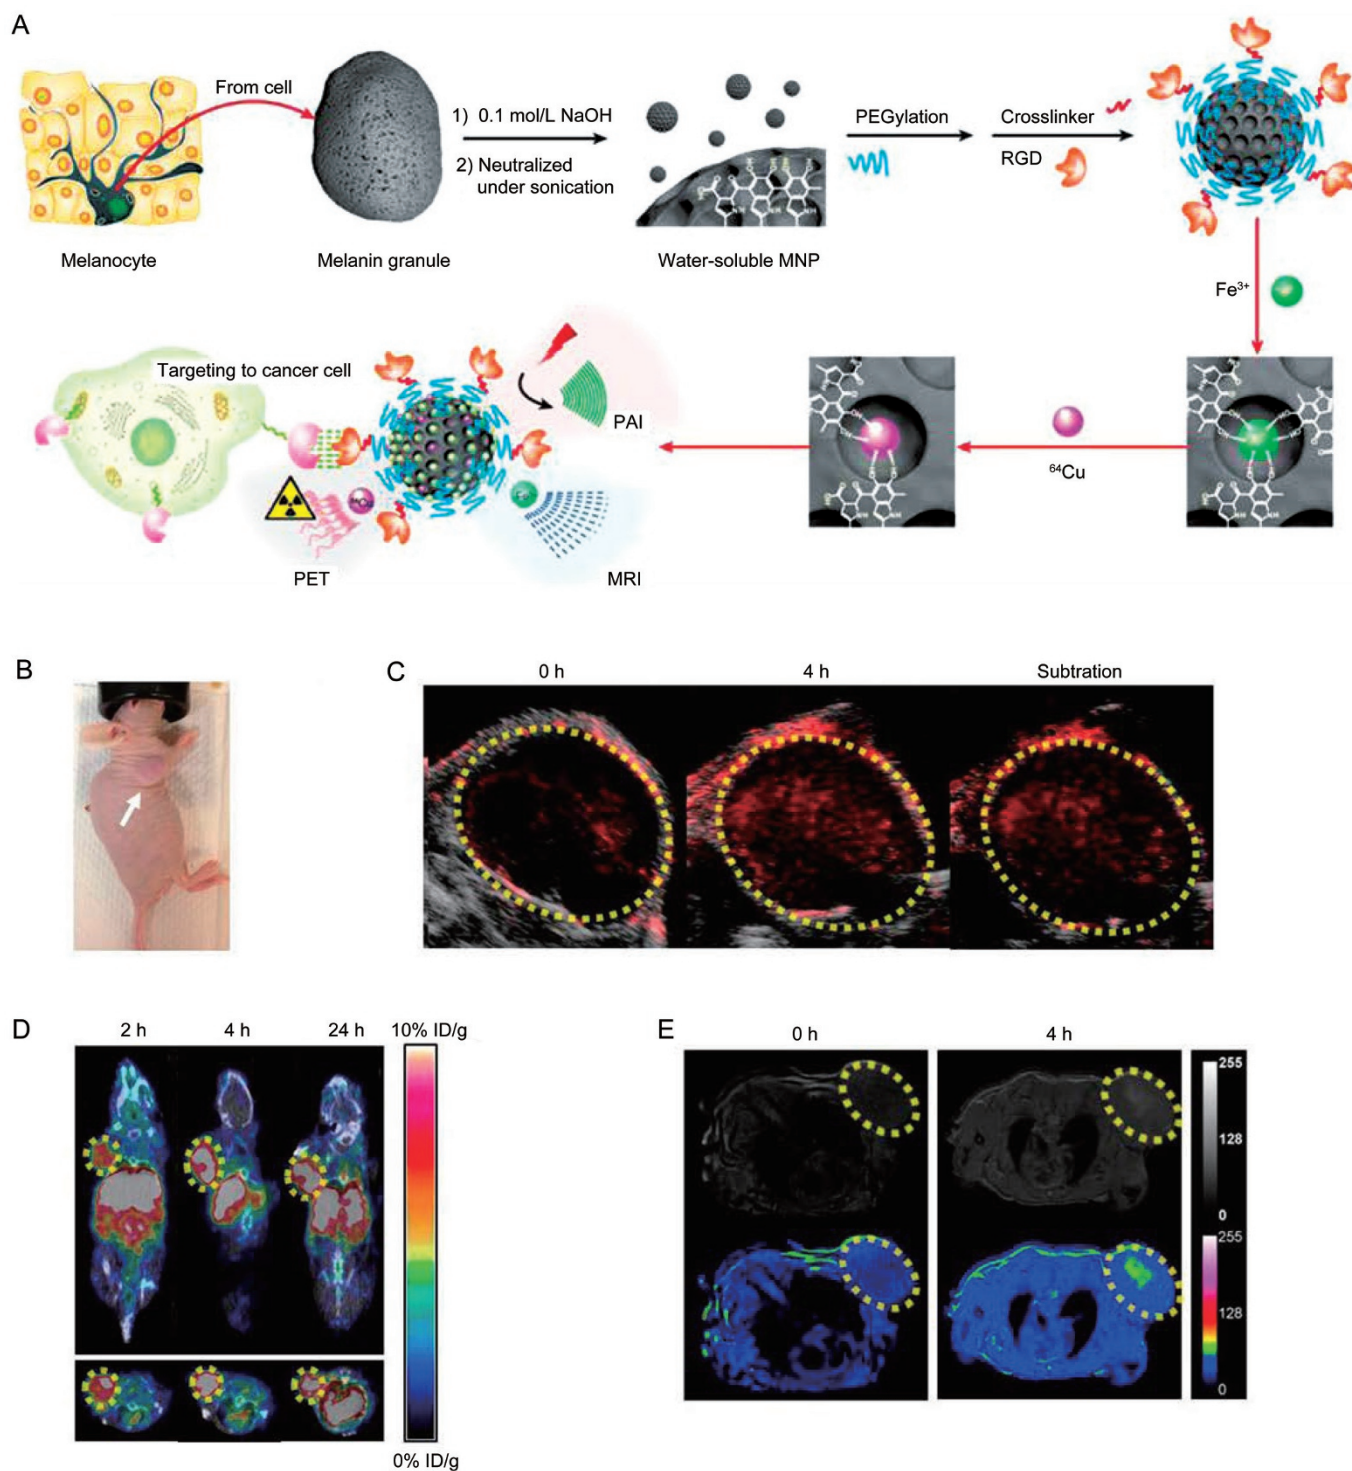 A
From cell
1) 0.1 mol/L NaOH
2) Neutralized
under sonication
PEGylation
Crosslinker
RGD
Melanocyte
Melanin granule
Water-soluble MNP
Fe³⁺
Targeting to cancer cell
PAI
⁶⁴Cu
PET
MRI
B
C
0 h
4 h
Subtration
D
2 h
4 h
24 h
10% ID/g
0% ID/g
E
0 h
4 h
255
128
0
255
128
0